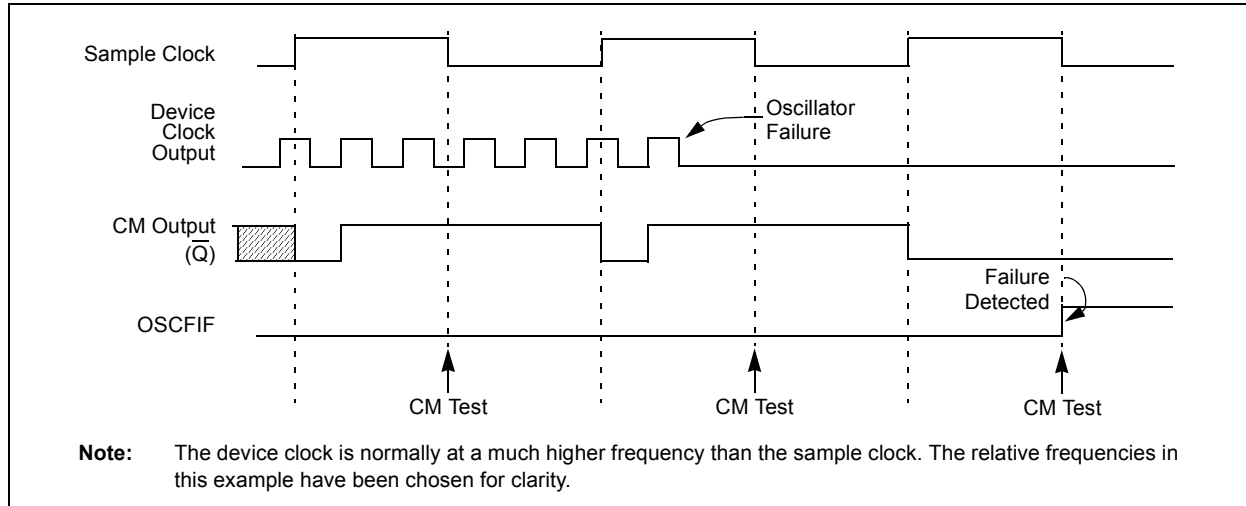 Sample Clock
Device
Clock
Output
Oscillator
Failure
CM Output
(Q̅)
Failure
Detected
OSCFIF
CM Test
CM Test
CM Test
Note: The device clock is normally at a much higher frequency than the sample clock. The relative frequencies in
this example have been chosen for clarity.